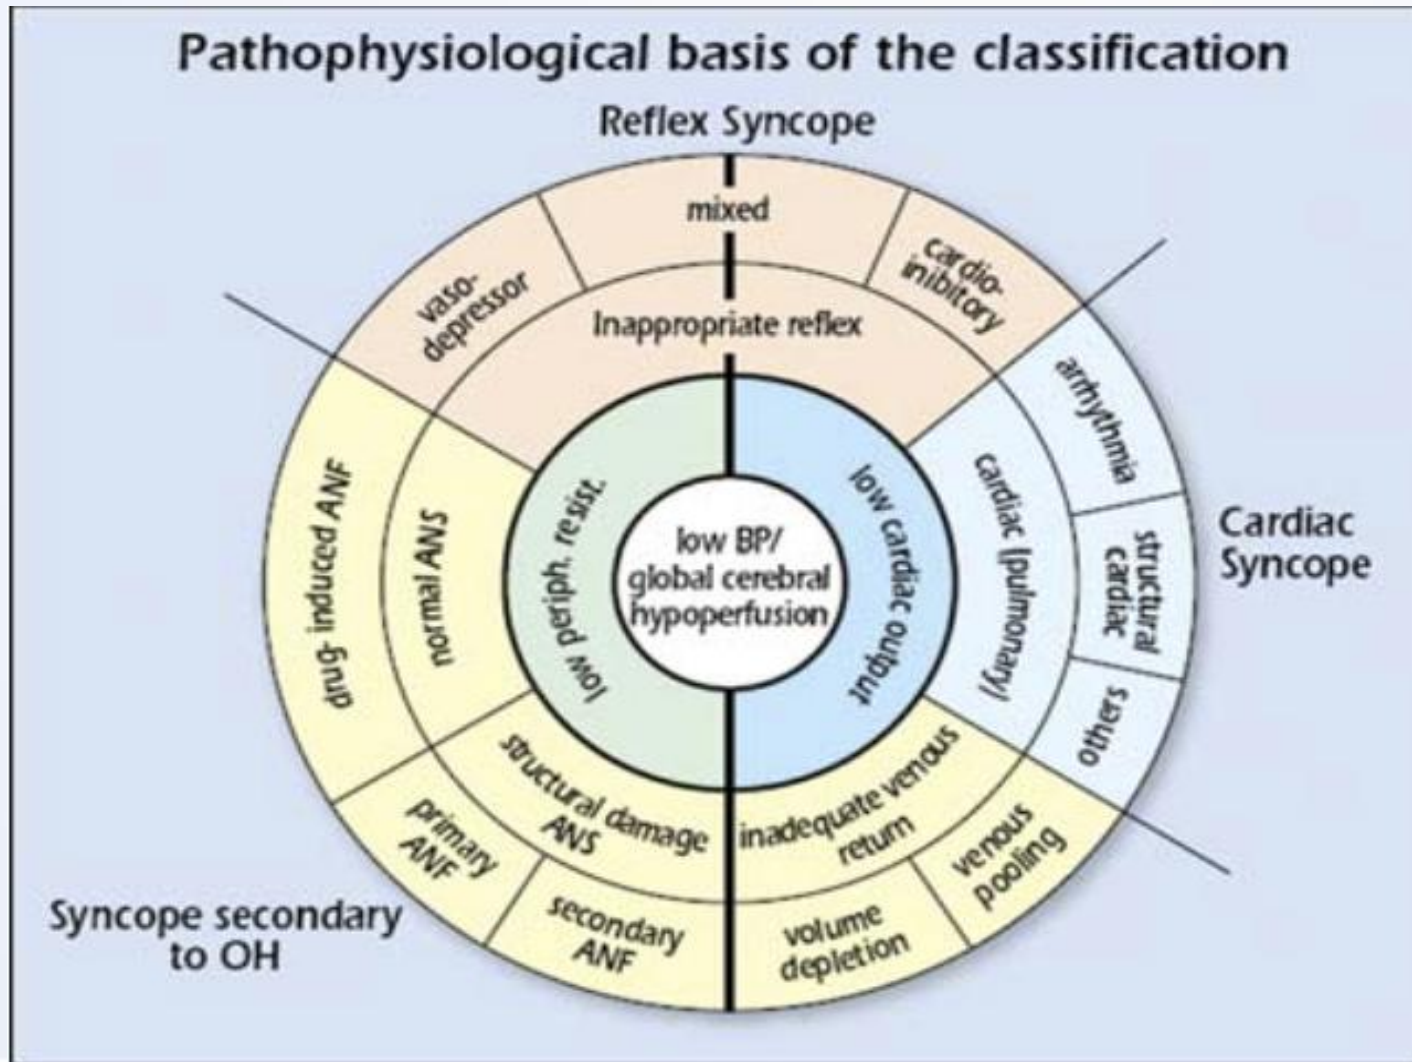 Pathophysiological basis of the classification
Reflex Syncope
mixed
vaso-
depressor
cardio-
inibitory
Inappropriate reflex
arrhythmia
structural
cardiac
others
cardiac (pulmonary)
Cardiac
Syncope
low periph. resist.
low cardiac output
low BP/
global cerebral
hypoperfusion
drug- induced ANF
normal ANS
structural damage
ANS
inadequate venous
return
primary
ANF
secondary
ANF
volume
depletion
venous
pooling
Syncope secondary
to OH